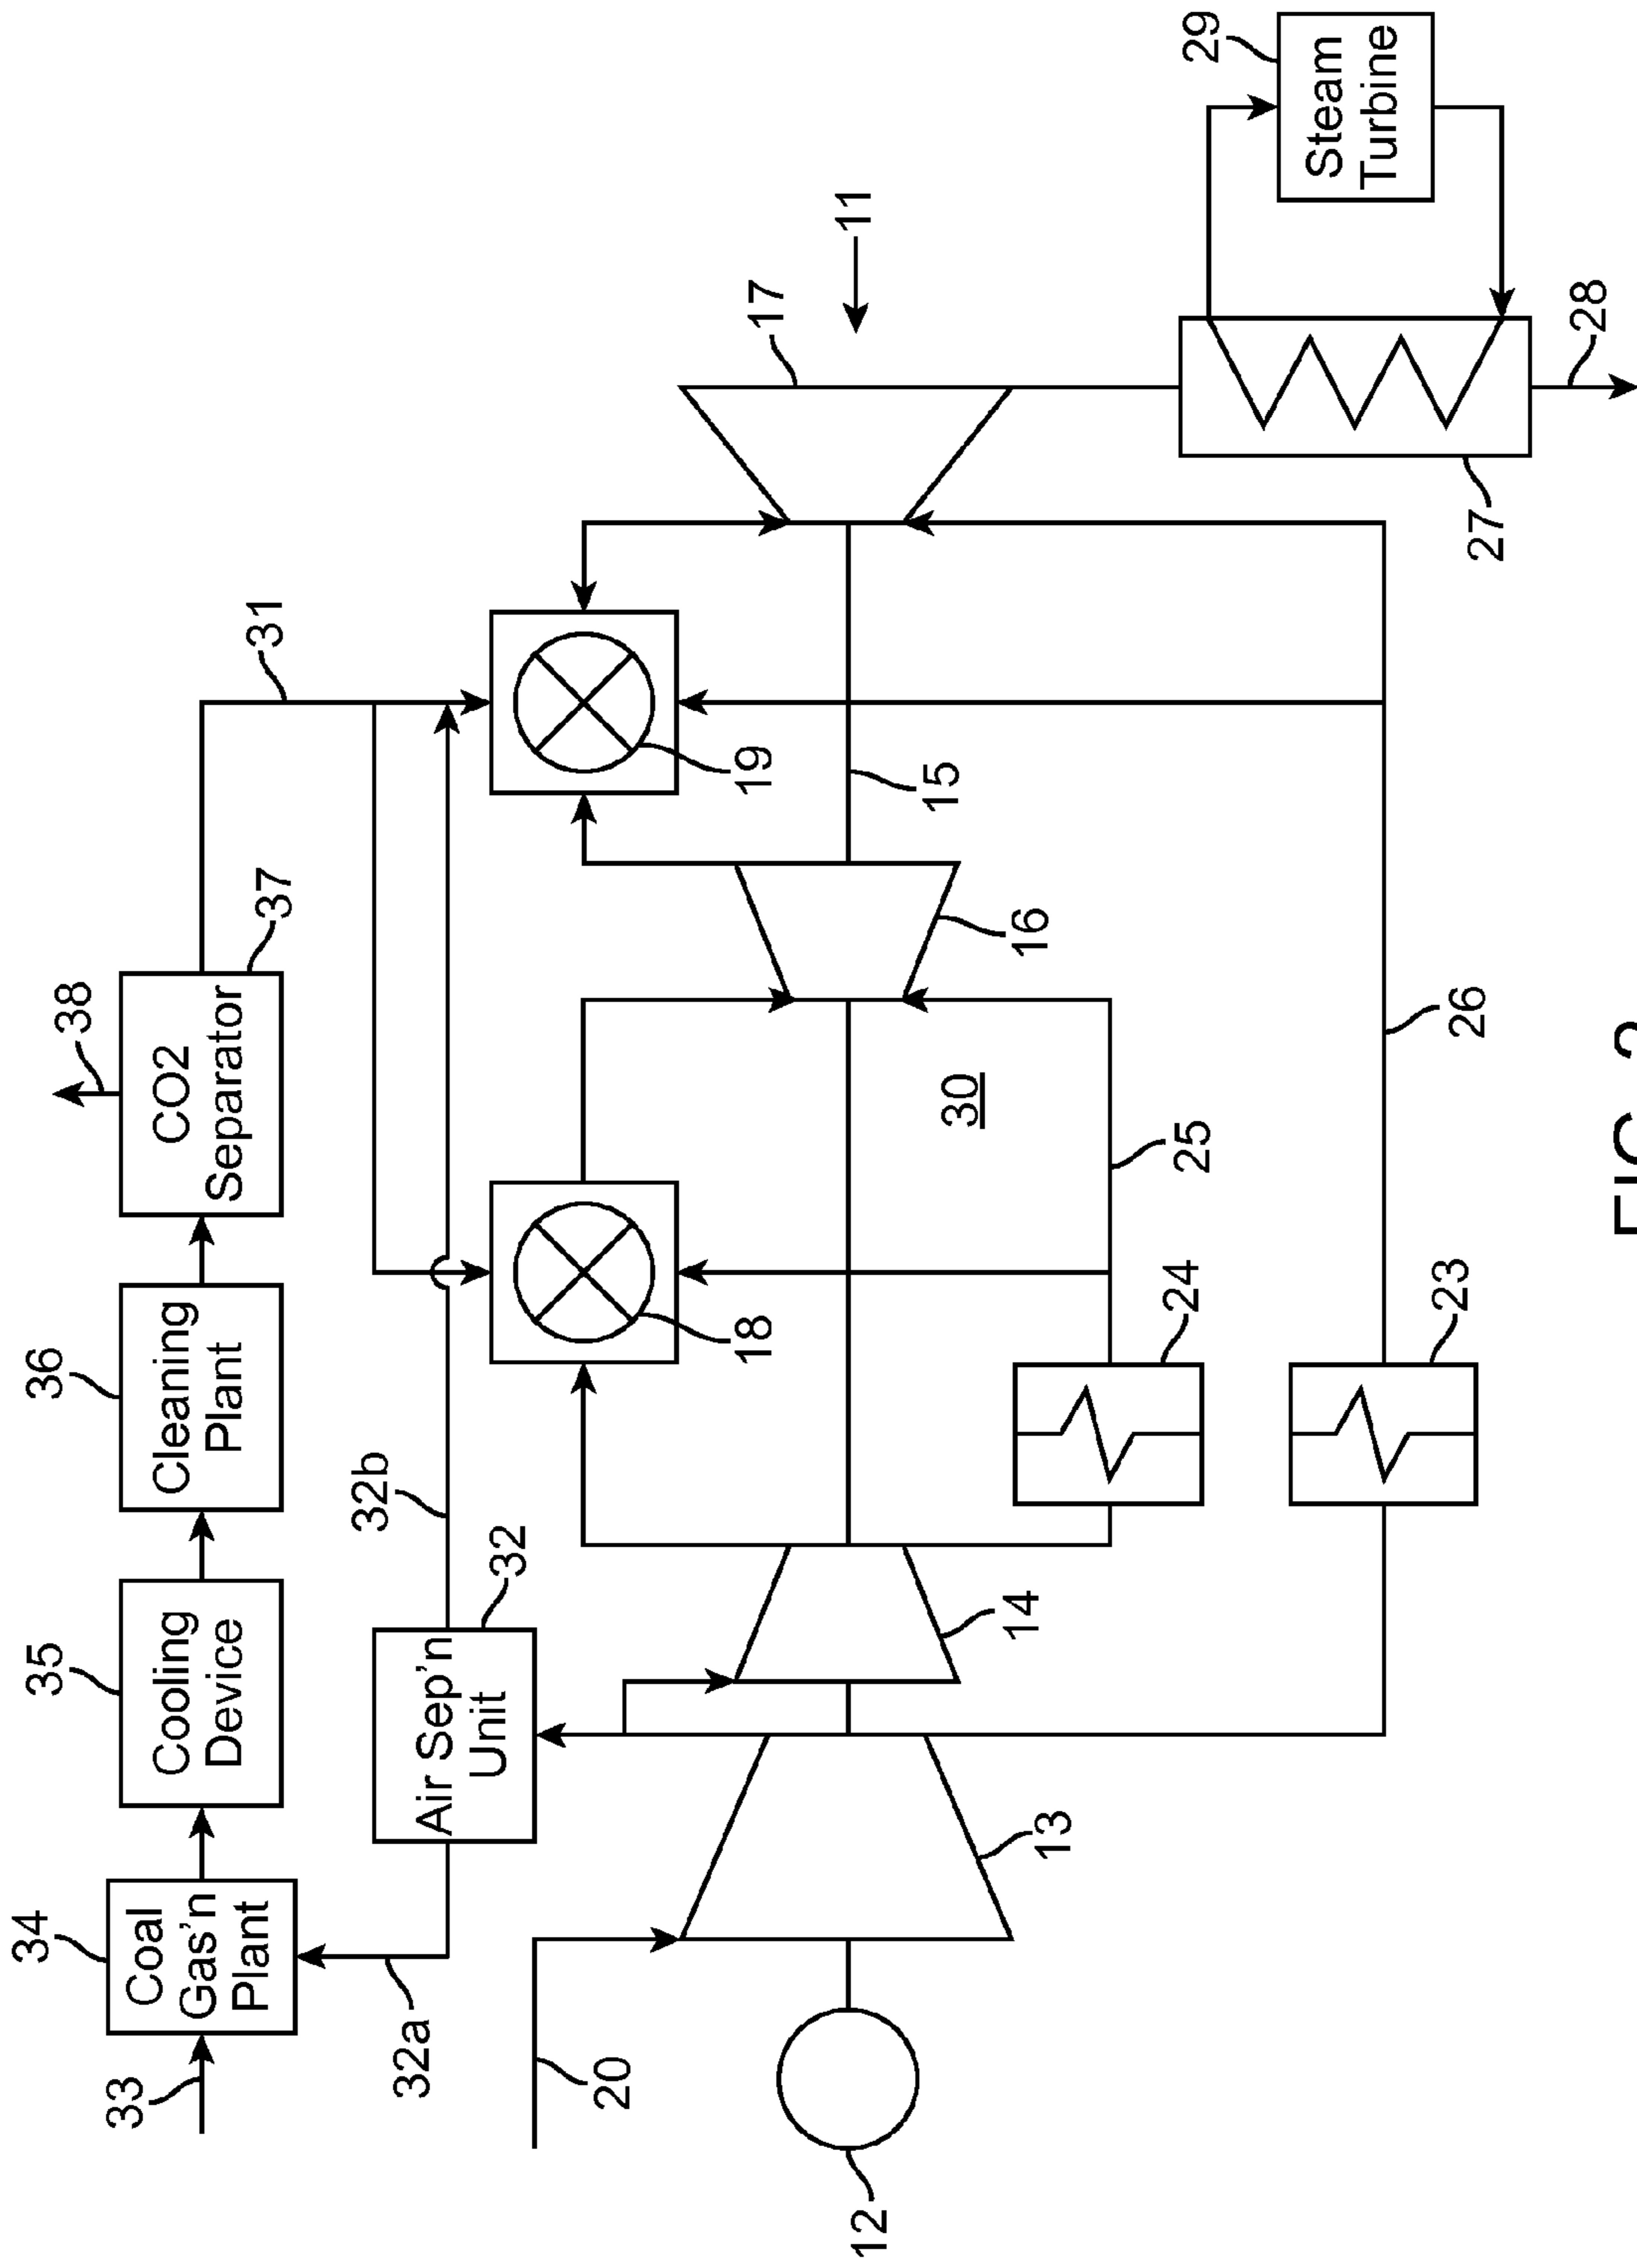 34
35
36
38
33
Coal
Gas'n
Plant
Cooling
Device
Cleaning
Plant
CO2
Separator
37
31
32b
32a
Air Sep'n
Unit
32
20
18
19
17
11
12
15
30
14
16
13
24
25
29
Steam
Turbine
23
26
27
28
FIG